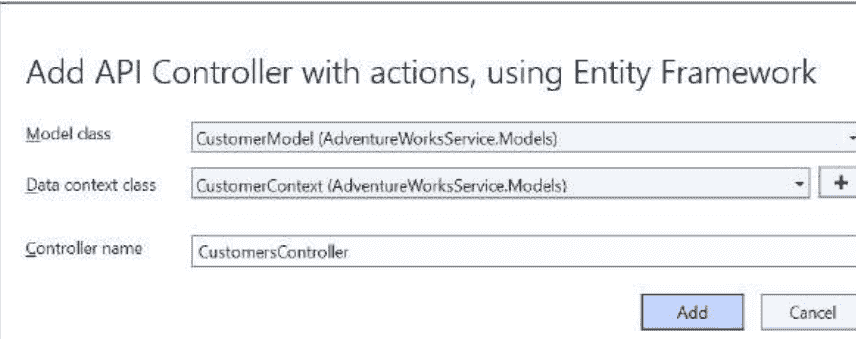 Add API Controller with actions, using Entity Framework
Model class
CustomerModel (AdventureWorksService.Models)
Data context class
CustomerContext (AdventureWorksService.Models)
+
Controller name
CustomersController
Add
Cancel